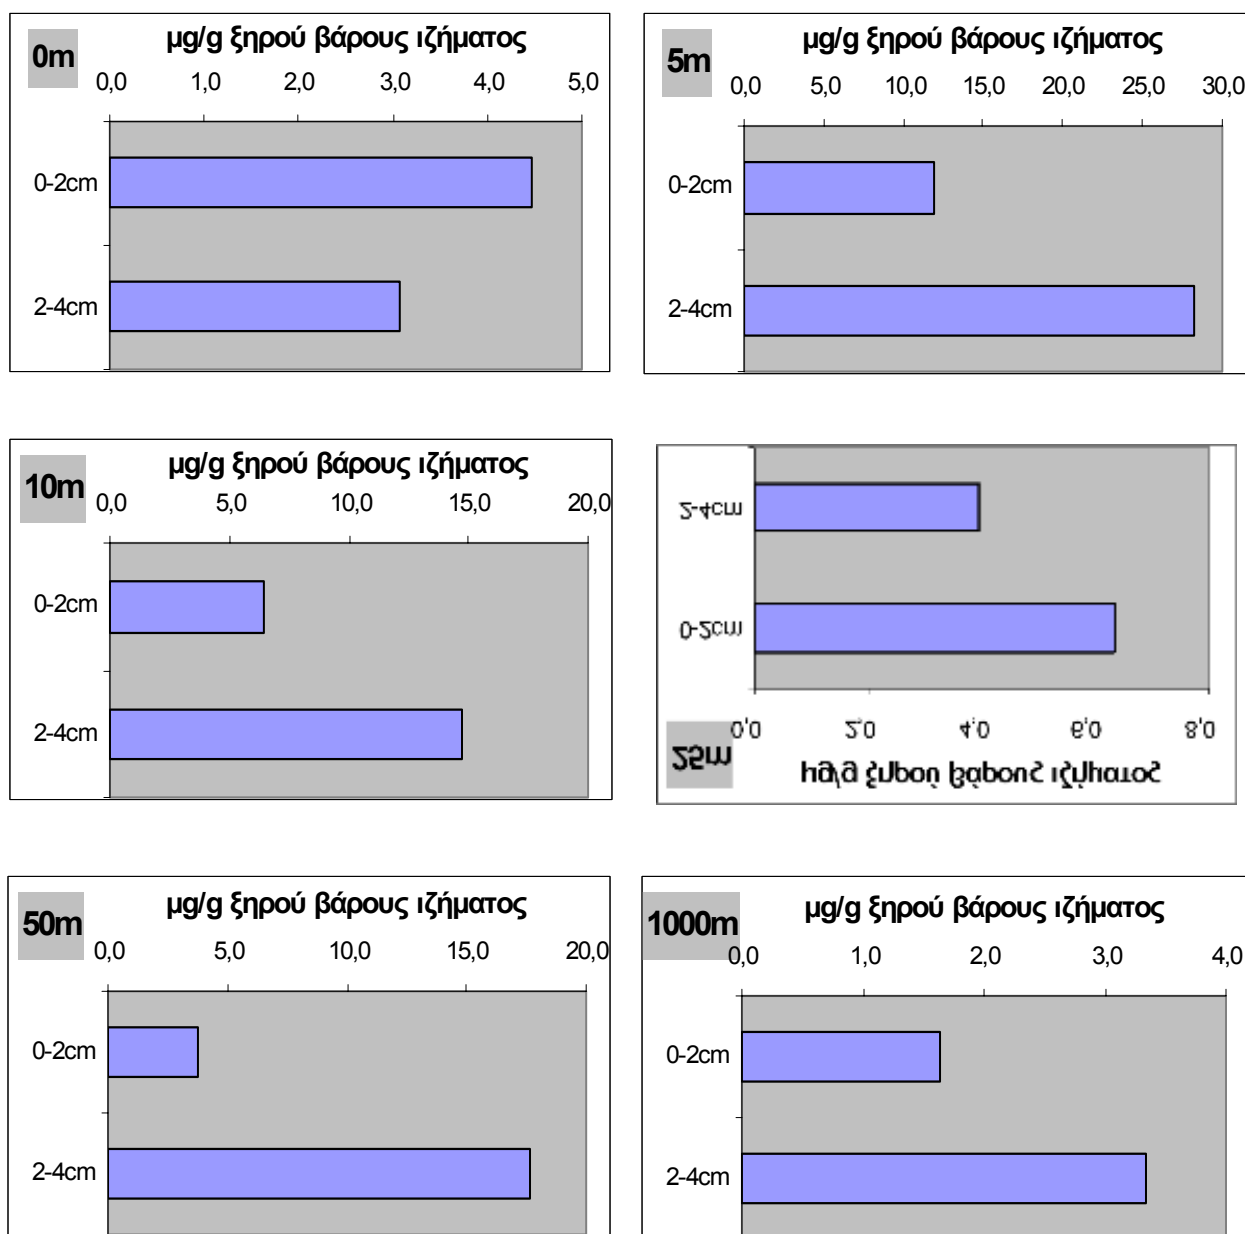 0m
μg/g ξηρού βάρους ιζήματος
0,0 1,0 2,0 3,0 4,0 5,0
0-2cm
2-4cm
5m
μg/g ξηρού βάρους ιζήματος
0,0 5,0 10,0 15,0 20,0 25,0 30,0
0-2cm
2-4cm
10m
μg/g ξηρού βάρους ιζήματος
0,0 5,0 10,0 15,0 20,0
0-2cm
2-4cm
2-4cm
0-2cm
0,0 2,0 4,0 6,0 8,0
25m
μg/g ξηρού βάρους ιζήματος
50m
μg/g ξηρού βάρους ιζήματος
0,0 5,0 10,0 15,0 20,0
0-2cm
2-4cm
1000m
μg/g ξηρού βάρους ιζήματος
0,0 1,0 2,0 3,0 4,0
0-2cm
2-4cm